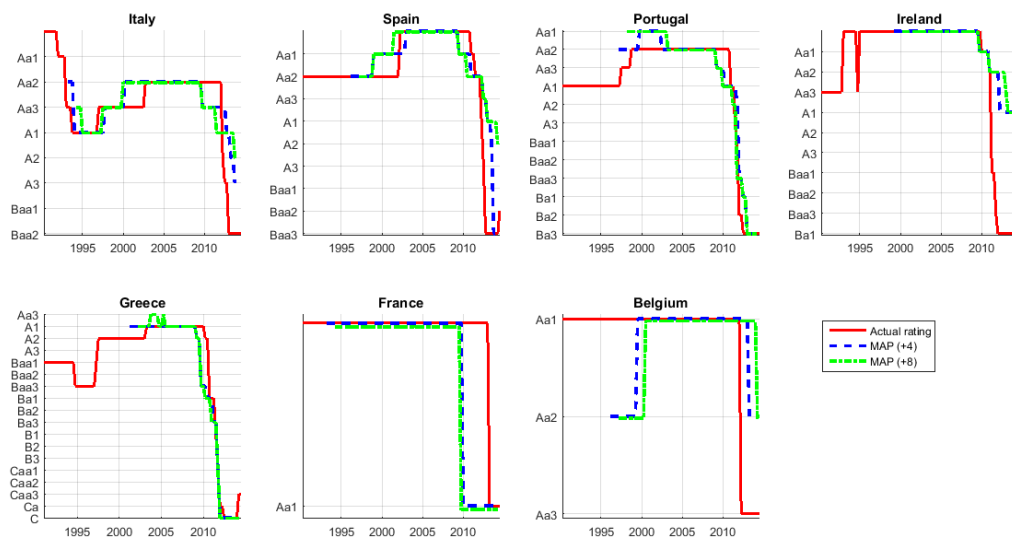 Italy
Aa1
Aa2
Aa3
A1
A2
A3
Baa1
Baa2
1995 2000 2005 2010
Spain
Aa1
Aa2
Aa3
A1
A2
A3
Baa1
Baa2
Baa3
1995 2000 2005 2010
Portugal
Aa1
Aa2
Aa3
A1
A2
A3
Baa1
Baa2
Baa3
Ba1
Ba2
Ba3
1995 2000 2005 2010
Ireland
Aa1
Aa2
Aa3
A1
A2
A3
Baa1
Baa2
Baa3
Ba1
1995 2000 2005 2010
Greece
Aa3
A1
A2
A3
Baa1
Baa2
Baa3
Ba1
Ba2
Ba3
B1
B2
B3
Caa1
Caa2
Caa3
Ca
C
1995 2000 2005 2010
France
Aa1
1995 2000 2005 2010
Belgium
Aa1
Aa2
Aa3
1995 2000 2005 2010
Actual rating
MAP (+4)
MAP (+8)